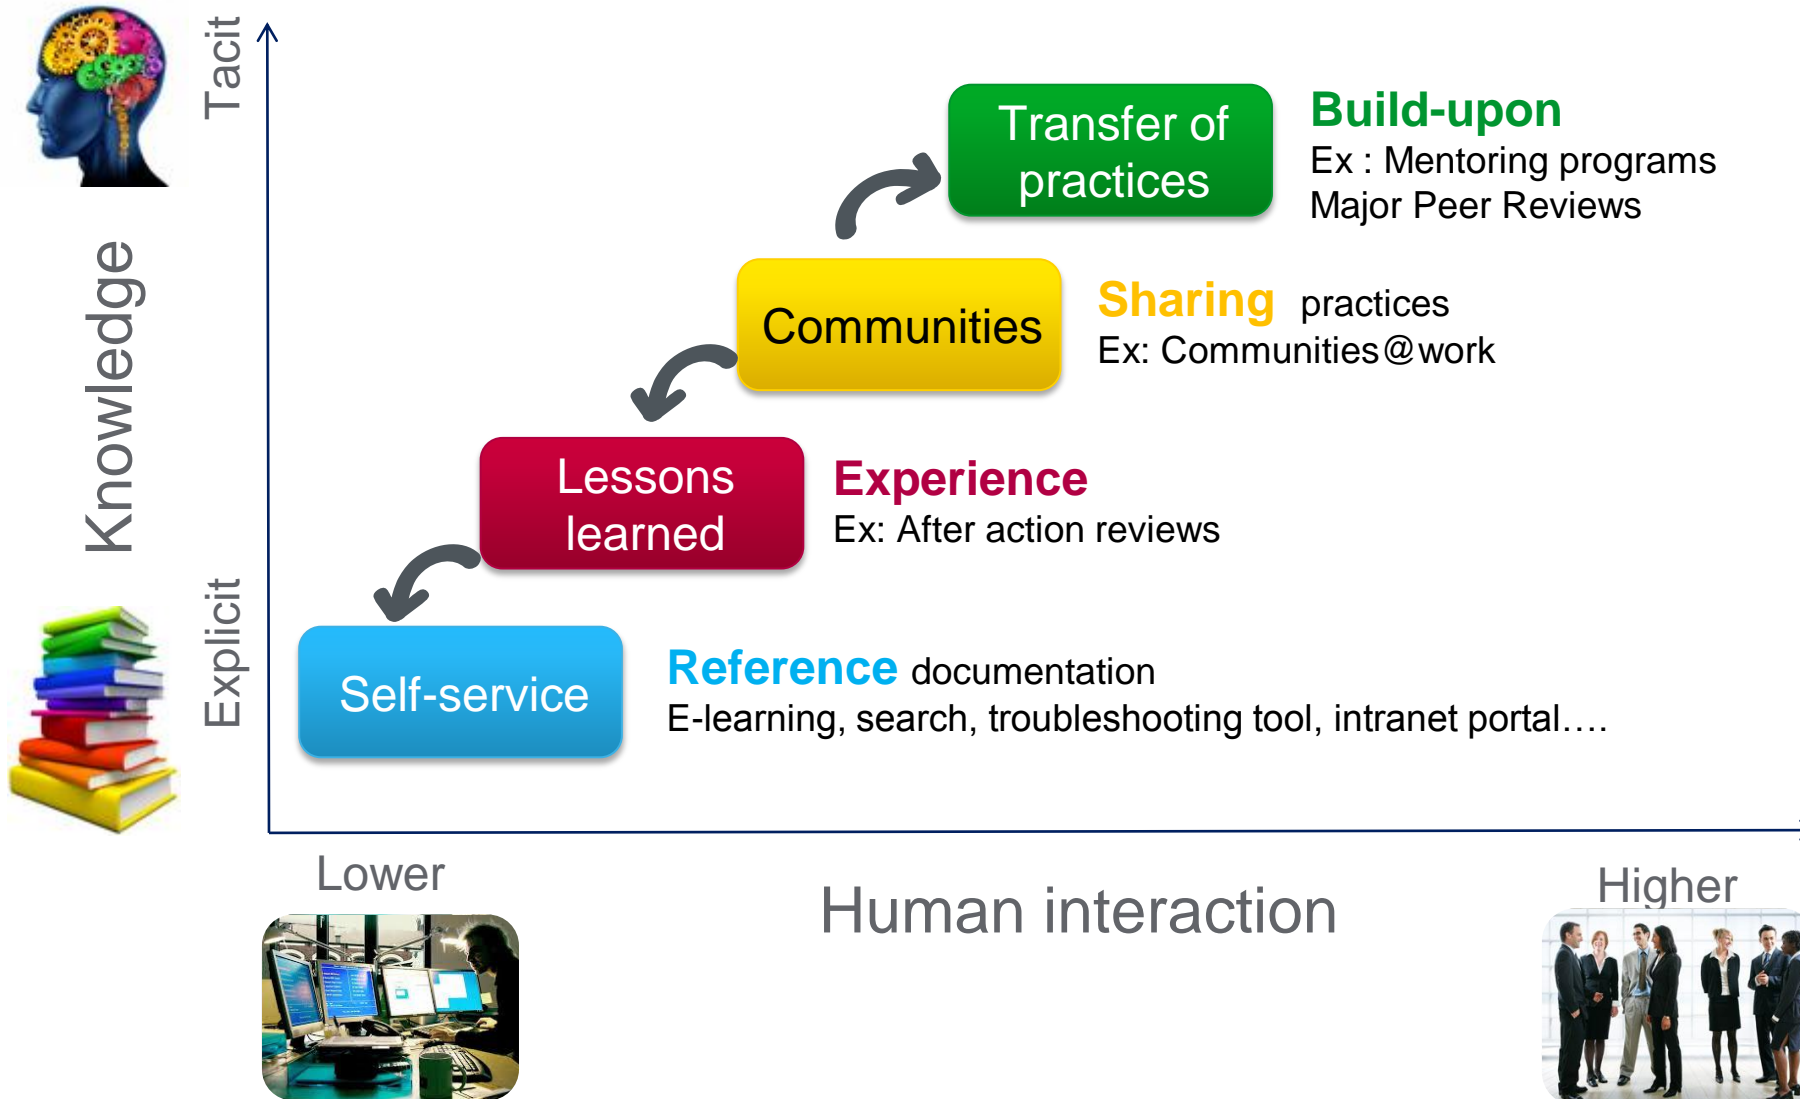 Tacit
Knowledge
Explicit
Transfer of
practices
Build-upon
Ex : Mentoring programs
Major Peer Reviews
Communities
Sharing practices
Ex: Communities@work
Lessons
learned
Experience
Ex: After action reviews
Self-service
Reference documentation
E-learning, search, troubleshooting tool, intranet portal....
Lower
Human interaction
Higher